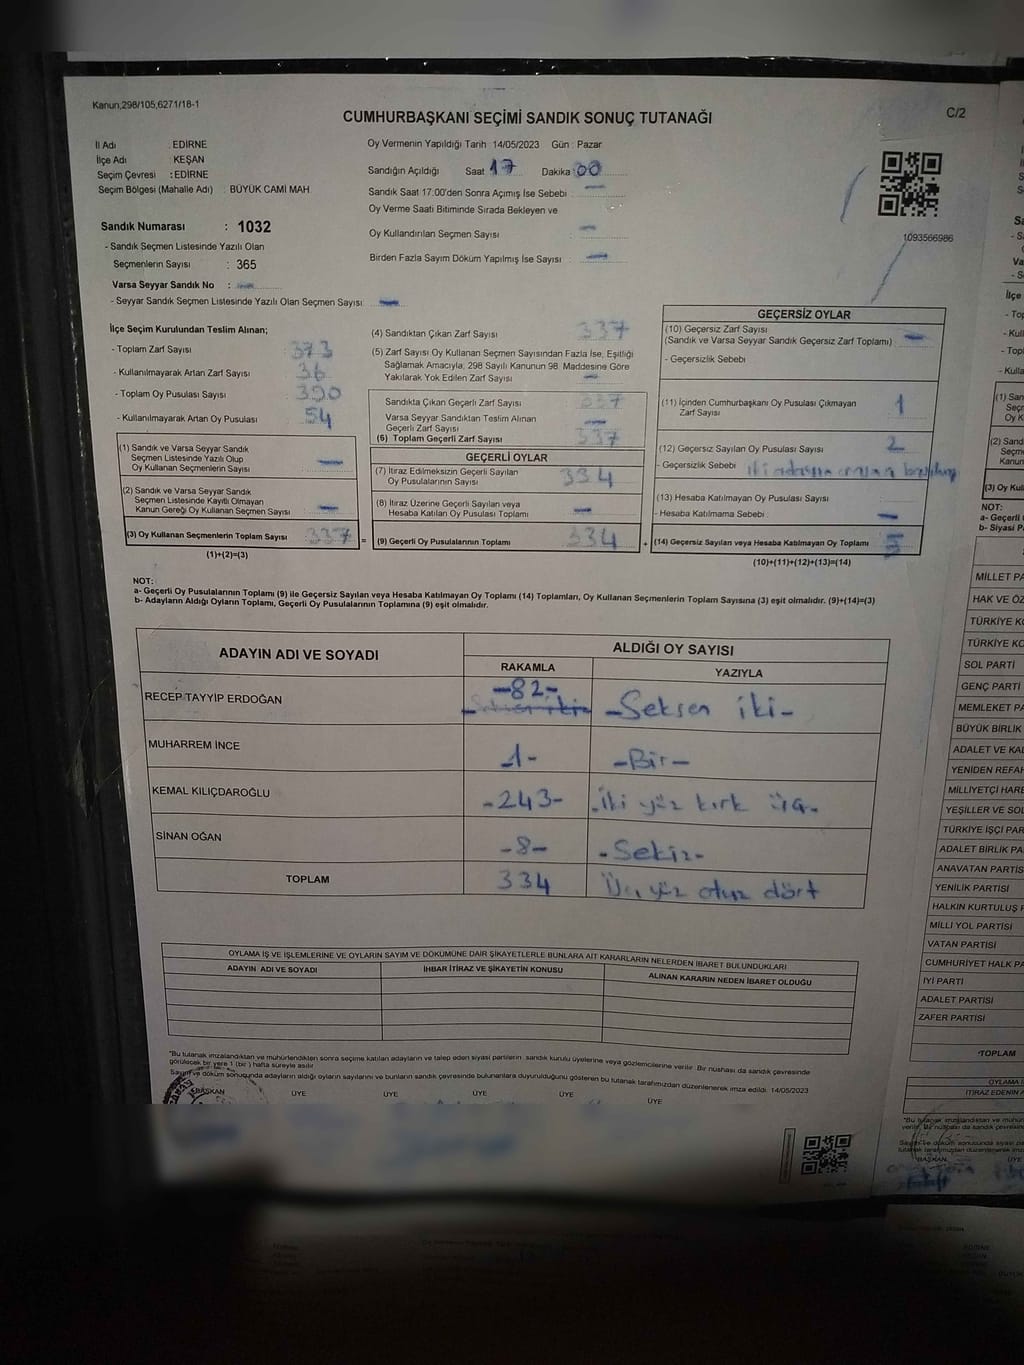 Kanun,298/105,6271/18-1
C/2
CUMHURBAŞKANI SEÇİMİ SANDIK SONUÇ TUTANAĞI
İl Adı : EDİRNE
İlçe Adı : KEŞAN
Seçim Çevresi : EDİRNE
Seçim Bölgesi (Mahalle Adı) : BÜYÜK CAMİ MAH.
Sandık Numarası : 1032
- Sandık Seçmen Listesinde Yazılı Olan
Seçmenlerin Sayısı : 365
Varsa Seyyar Sandık No : -
- Seyyar Sandık Seçmen Listesinde Yazılı Olan Seçmen Sayısı: -
Oy Vermenin Yapıldığı Tarih 14/05/2023 Gün : Pazar
Sandığın Açıldığı Saat 17 Dakika 00
Sandık Saat 17:00'den Sonra Açımış İse Sebebi : -
Oy Verme Saati Bitiminde Sırada Bekleyen ve
Oy Kullandırılan Seçmen Sayısı : -
Birden Fazla Sayım Döküm Yapılmış İse Sayısı : -
1093566986
İlçe Seçim Kurulundan Teslim Alınan;
- Toplam Zarf Sayısı : 373
- Kullanılmayarak Artan Zarf Sayısı : 36
- Toplam Oy Pusulası Sayısı : 390
- Kullanılmayarak Artan Oy Pusulası : 54
(1) Sandık ve Varsa Seyyar Sandık
Seçmen Listesinde Yazılı Olup
Oy Kullanan Seçmenlerin Sayısı : -
(2) Sandık ve Varsa Seyyar Sandık
Seçmen Listesinde Kayıtlı Olmayan
Kanun Gereği Oy Kullanan Seçmen Sayısı : -
(3) Oy Kullanan Seçmenlerin Toplam Sayısı : 337
(1)+(2)=(3)
(4) Sandıktan Çıkan Zarf Sayısı : 337
(5) Zarf Sayısı Oy Kullanan Seçmen Sayısından Fazla İse, Eşitliği
Sağlamak Amacıyla; 298 Sayılı Kanunun 98. Maddesine Göre
Yakılarak Yok Edilen Zarf Sayısı : -
Sandıkta Çıkan Geçerli Zarf Sayısı : 337
Varsa Seyyar Sandıktan Teslim Alınan
Geçerli Zarf Sayısı : -
(6) Toplam Geçerli Zarf Sayısı : 337
GEÇERLİ OYLAR
(7) İtiraz Edilmeksizin Geçerli Sayılan
Oy Pusulalarının Sayısı : 334
(8) İtiraz Üzerine Geçerli Sayılan veya
Hesaba Katılan Oy Pusulası Toplamı : -
= (9) Geçerli Oy Pusulalarının Toplamı : 334
GEÇERSİZ OYLAR
(10) Geçersiz Zarf Sayısı
(Sandık ve Varsa Seyyar Sandık Geçersiz Zarf Toplamı) : -
- Geçersizlik Sebebi :
(11) İçinden Cumhurbaşkanı Oy Pusulası Çıkmayan
Zarf Sayısı : 1
(12) Geçersiz Sayılan Oy Pusulası Sayısı : 2
- Geçersizlik Sebebi : iki adayın
(13) Hesaba Katılmayan Oy Pusulası Sayısı
- Hesaba Katılmama Sebebi : -
+ (14) Geçersiz Sayılan veya Hesaba Katılmayan Oy Toplamı : 3
(10)+(11)+(12)+(13)=(14)
NOT:
a- Geçerli Oy Pusulalarının Toplamı (9) ile Geçersiz Sayılan veya Hesaba Katılmayan Oy Toplamı (14) Toplamları, Oy Kullanan Seçmenlerin Toplam Sayısına (3) eşit olmalıdır. (9)+(14)=(3)
b- Adayların Aldığı Oyların Toplamı, Geçerli Oy Pusulalarının Toplamına (9) eşit olmalıdır.
ADAYIN ADI VE SOYADI ALDIĞI OY SAYISI
RAKAMLA YAZIYLA
RECEP TAYYİP ERDOĞAN -82- Seksen iki -Seksen iki-
MUHARREM İNCE 1- -Bir-
KEMAL KILIÇDAROĞLU -243- -İki yüz kırk üç-
SİNAN OĞAN -8- -Sekiz-
TOPLAM 334 Üç yüz otuz dört
OYLAMA İŞ VE İŞLEMLERİNE VE OYLARIN SAYIM VE DÖKÜMÜNE DAİR ŞİKAYETLERLE BUNLARA AİT KARARLARIN NELERDEN İBARET BULUNDUKLARI
ADAYIN ADI VE SOYADI İHBAR İTİRAZ VE ŞİKAYETİN KONUSU ALINAN KARARIN NEDEN İBARET OLDUĞU
*Bu tutanak imzalandıktan ve mühürlendikten sonra seçime katılan adayların ve talep eden siyasi partilerin sandık kurulu üyelerine veya gözlemcilerine verilir. Bir nüshası da sandık çevresinde
görülecek bir yere 1 (bir) hafta süreyle asılır.
Sayım ve döküm sonucunda adayların aldığı oyların sayılarını ve bunların sandık çevresinde bulunanlara duyurulduğunu gösteren bu tutanak tarafımızdan düzenlenerek imza edildi. 14/05/2023
BAŞKAN ÜYE ÜYE ÜYE ÜYE ÜYE
İlçe
(3) Oy Kul
NOT:
a- Geçerli
b- Siyasi P
MİLLET PA
HAK VE ÖZ
TÜRKİYE KO
TÜRKİYE KO
SOL PARTİ
GENÇ PARTİ
MEMLEKET PA
BÜYÜK BİRLİK
ADALET VE KAL
YENİDEN REFAH
MİLLİYETÇİ HARE
YEŞİLLER VE SOL
TÜRKİYE İŞÇİ PAR
ADALET BİRLİK PA
ANAVATAN PARTİS
YENİLİK PARTİSİ
HALKIN KURTULUŞ P
MİLLİ YOL PARTİSİ
VATAN PARTİSİ
CUMHURİYET HALK PA
İYİ PARTİ
ADALET PARTİSİ
ZAFER PARTİSİ
*TOPLAM
OYLAMA İ
İTİRAZ EDENİN A
BAŞKAN ÜYE